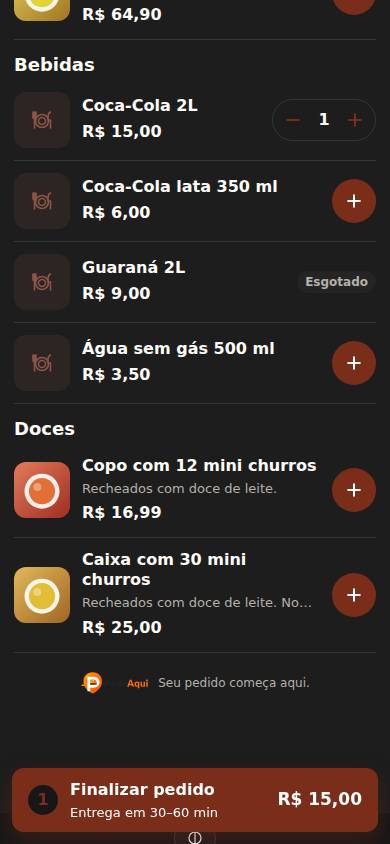 R$ 64,90
Bebidas
Coca-Cola 2L
R$ 15,00
1
Coca-Cola lata 350 ml
R$ 6,00
Guaraná 2L
R$ 9,00
Esgotado
Água sem gás 500 ml
R$ 3,50
Doces
Copo com 12 mini churros
Recheados com doce de leite.
R$ 16,99
Caixa com 30 mini
churros
Recheados com doce de leite. No...
R$ 25,00
Aqui Seu pedido começa aqui.
1
Finalizar pedido
Entrega em 30–60 min
R$ 15,00